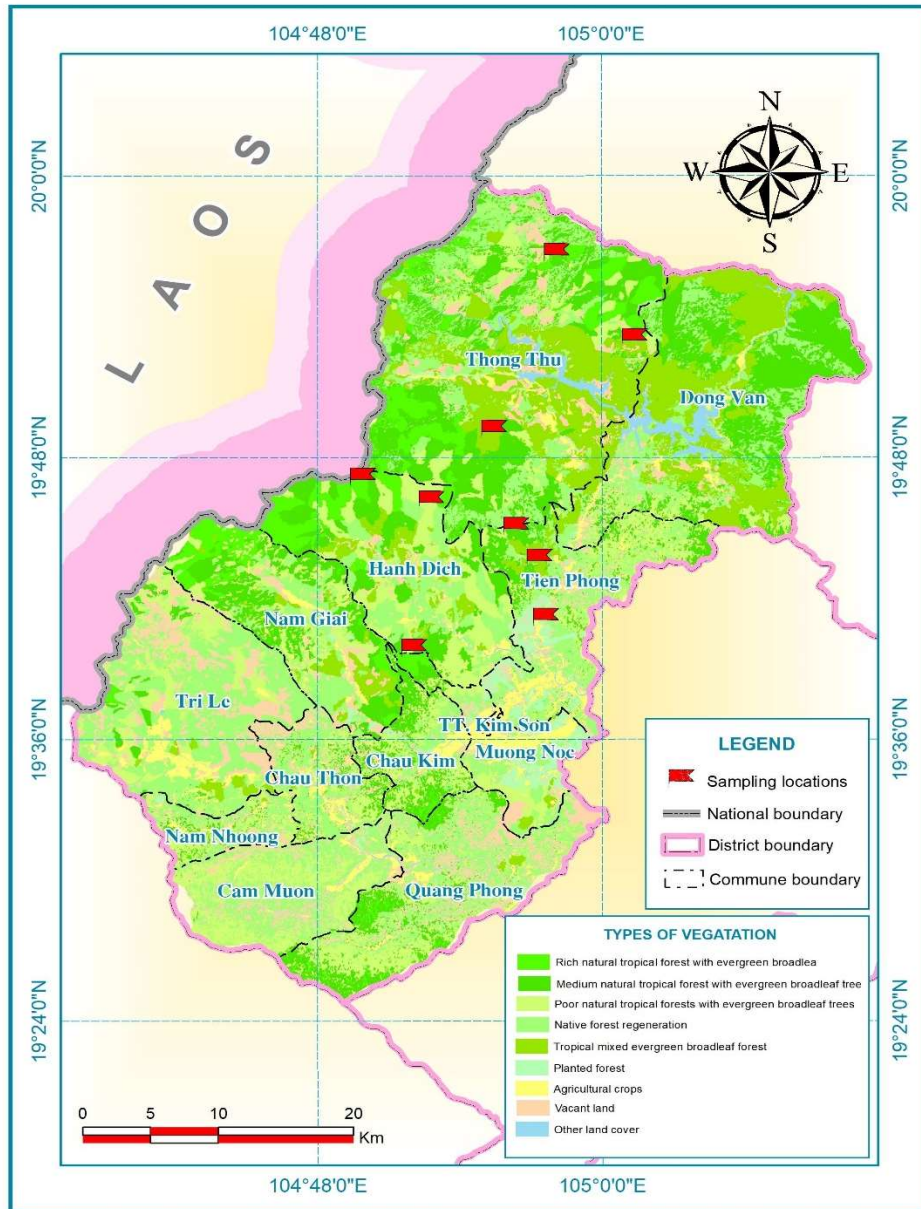 104°48'0"E
105°0'0"E
N
W
E
S
20°0'0"N
20°0'0"N
LAOS
Thong Thu
Dong Van
19°48'0"N
19°48'0"N
Hanh Dich
Tien Phong
Nam Giai
Tri Le
TT. Kim Son
19°36'0"N
19°36'0"N
Muong Noc
Chau Kim
Chau Thon
Nam Nhoong
Cam Muon
Quang Phong
LEGEND
Sampling locations
National boundary
District boundary
Commune boundary
TYPES OF VEGATATION
Rich natural tropical forest with evergreen broadlea
Medium natural tropical forest with evergreen broadleaf tree
Poor natural tropical forests with evergreen broadleaf trees
Native forest regeneration
Tropical mixed evergreen broadleaf forest
Planted forest
Agricultural crops
Vacant land
Other land cover
19°24'0"N
19°24'0"N
0 5 10 20
Km
104°48'0"E
105°0'0"E